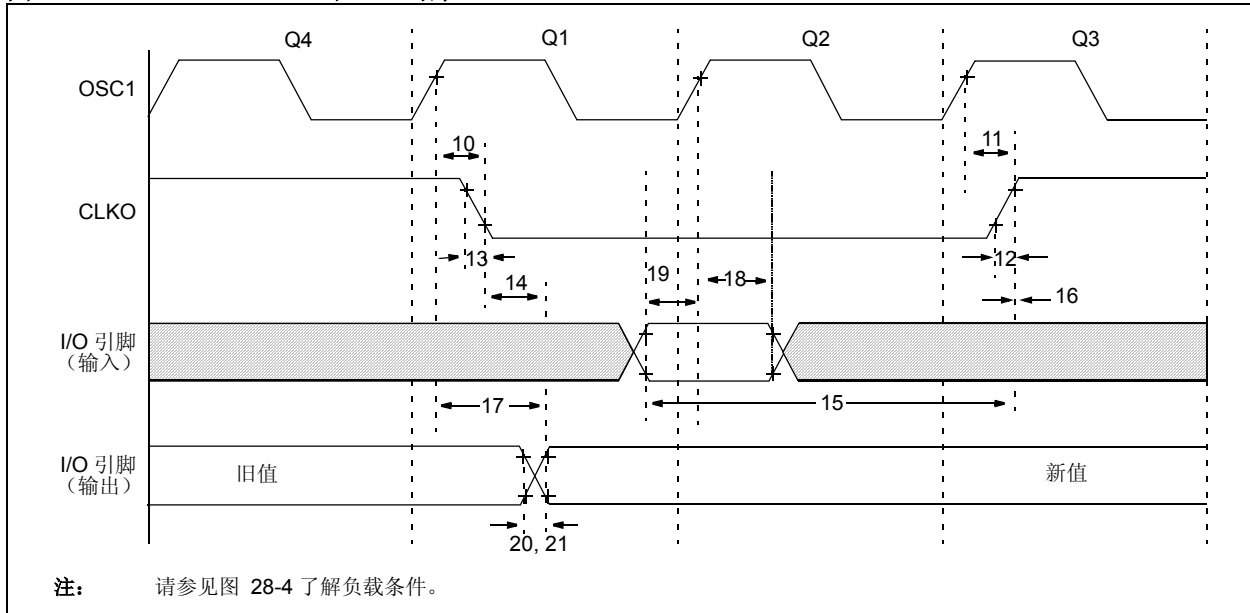 Q4 Q1 Q2 Q3
OSC1
10 11
CLKO
13 12
14 19 18 16
I/O 引脚
（输入）
17 15
I/O 引脚
（输出）
旧值 新值
20, 21
注： 请参见图 28-4 了解负载条件。